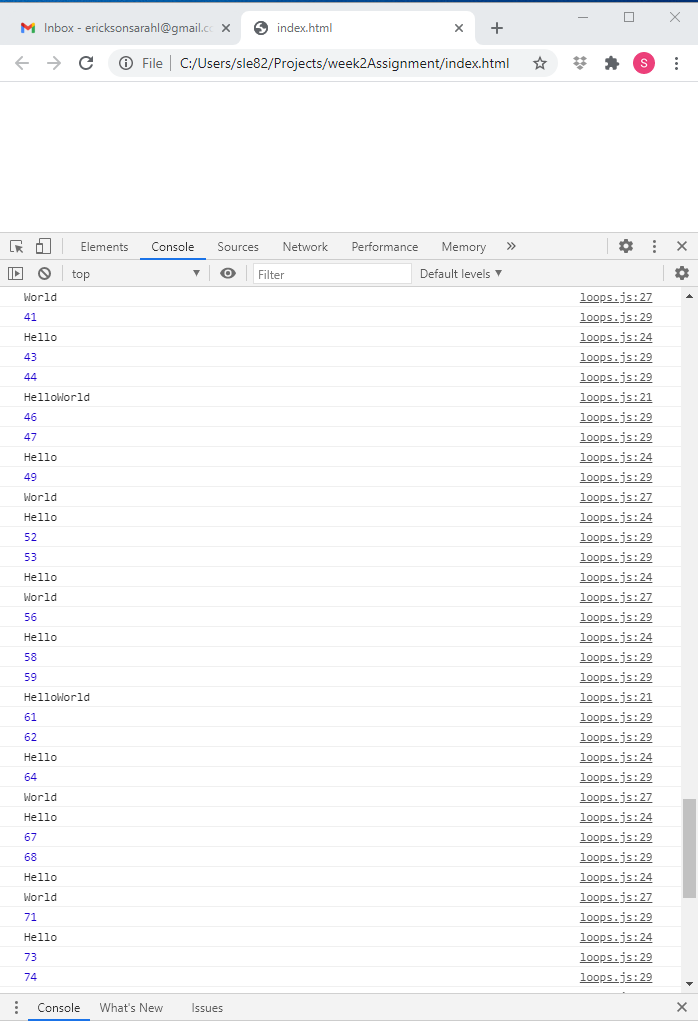 Inbox - ericksonsarahl@gmail.co
index.html
File C:/Users/sle82/Projects/week2Assignment/index.html S
Elements Console Sources Network Performance Memory »
top Filter Default levels
World loops.js:27
41 loops.js:29
Hello loops.js:24
43 loops.js:29
44 loops.js:29
HelloWorld loops.js:21
46 loops.js:29
47 loops.js:29
Hello loops.js:24
49 loops.js:29
World loops.js:27
Hello loops.js:24
52 loops.js:29
53 loops.js:29
Hello loops.js:24
World loops.js:27
56 loops.js:29
Hello loops.js:24
58 loops.js:29
59 loops.js:29
HelloWorld loops.js:21
61 loops.js:29
62 loops.js:29
Hello loops.js:24
64 loops.js:29
World loops.js:27
Hello loops.js:24
67 loops.js:29
68 loops.js:29
Hello loops.js:24
World loops.js:27
71 loops.js:29
Hello loops.js:24
73 loops.js:29
74 loops.js:29
Console What's New Issues